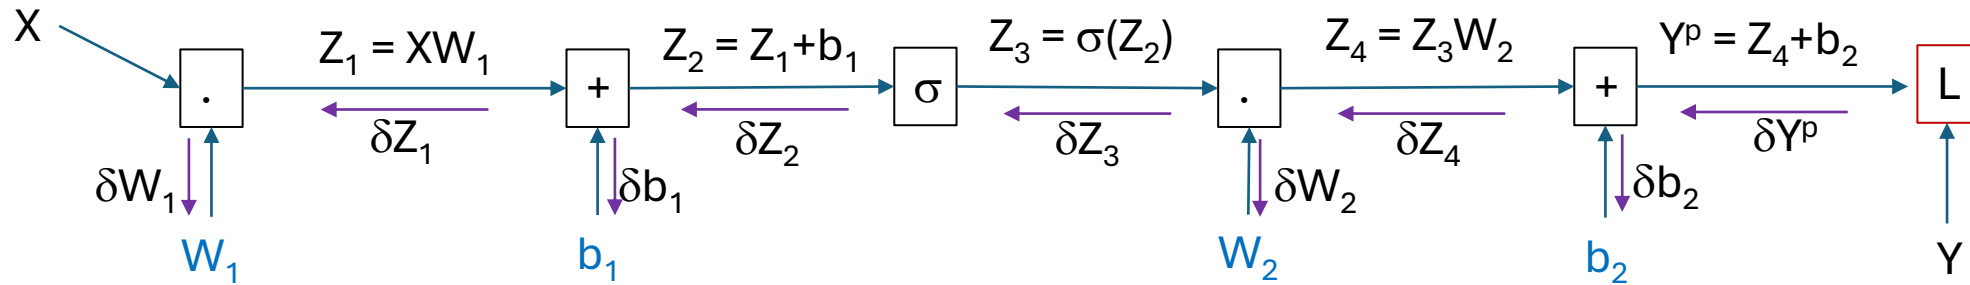 X
Z₁ = XW₁
Z₂ = Z₁+b₁
Z₃ = σ(Z₂)
Z₄ = Z₃W₂
Yᵖ = Z₄+b₂
.
+
σ
.
+
L
δZ₁
δZ₂
δZ₃
δZ₄
δYᵖ
δW₁
δb₁
δW₂
δb₂
W₁
b₁
W₂
b₂
Y